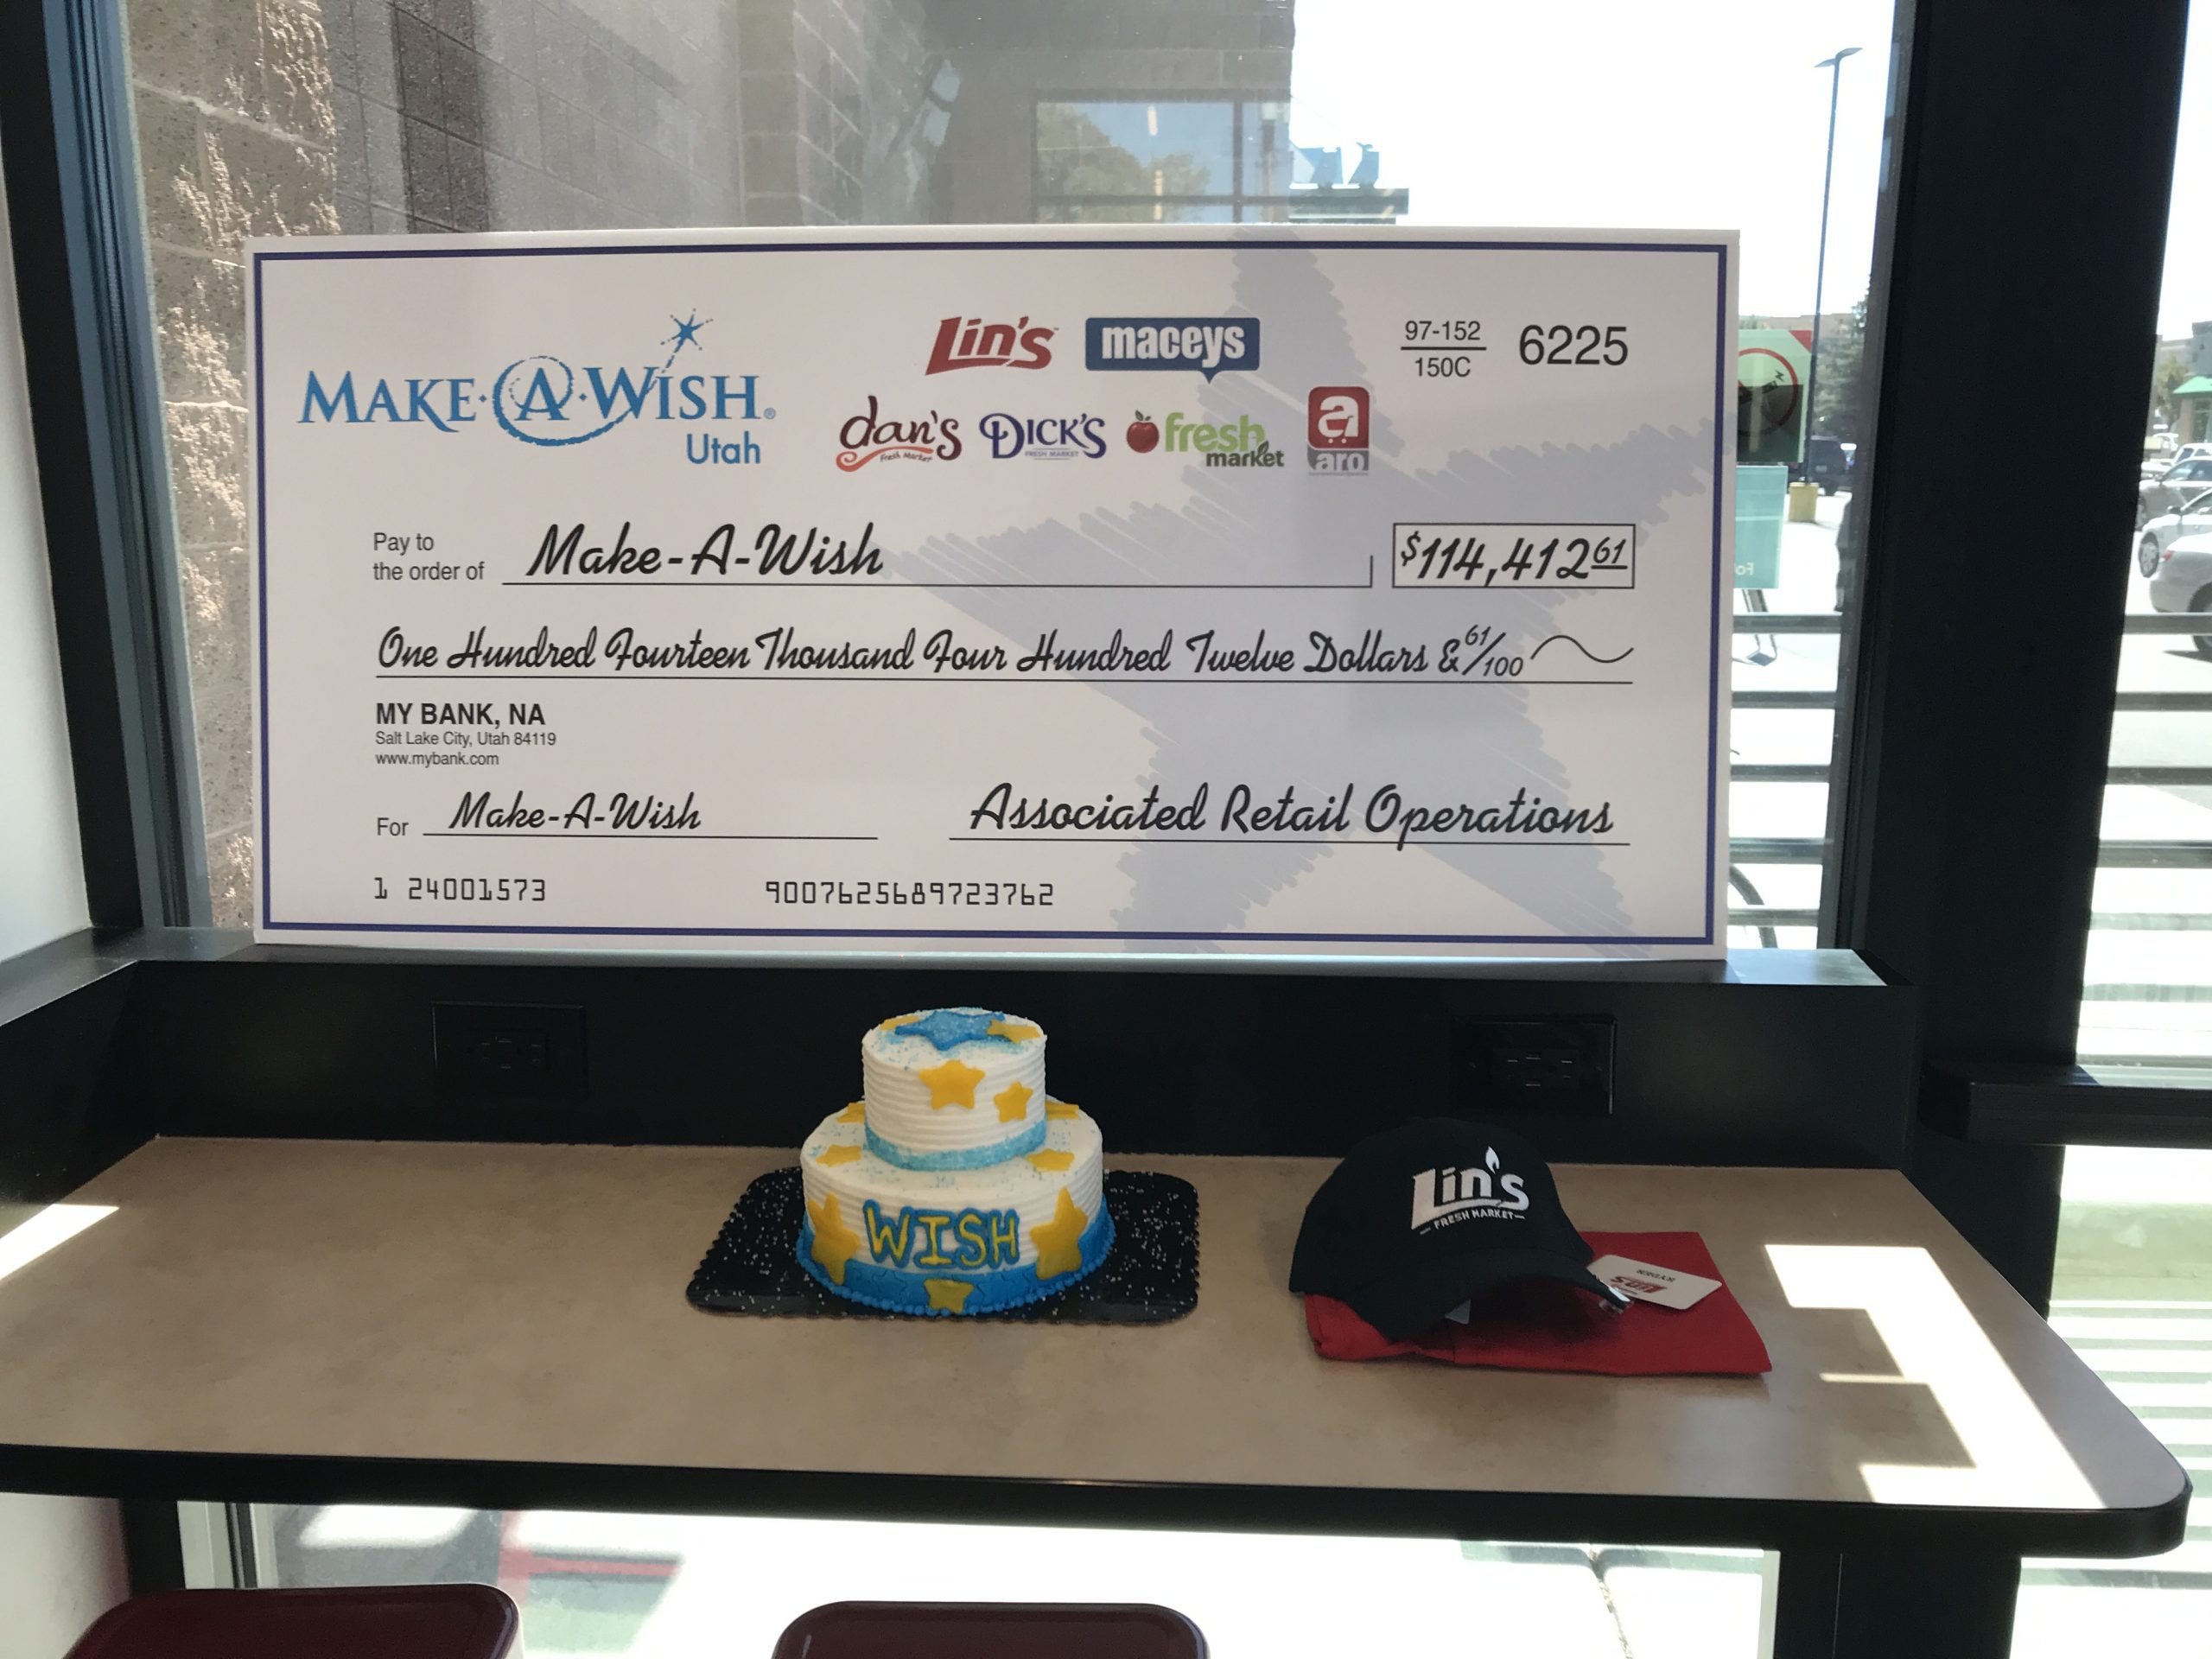 MAKE·A·WISH®
Utah
Lin's maceys
dan's Fresh Market DICK'S FRESH MARKET fresh market a aro
97-152
150C
6225
Pay to
the order of Make-A-Wish $114,412 61
One Hundred Fourteen Thousand Four Hundred Twelve Dollars & 61/100
MY BANK, NA
Salt Lake City, Utah 84119
www.mybank.com
For Make-A-Wish Associated Retail Operations
1 24001573 9007625689723762
WISH
Lin's
FRESH MARKET
Lin's
RYDER